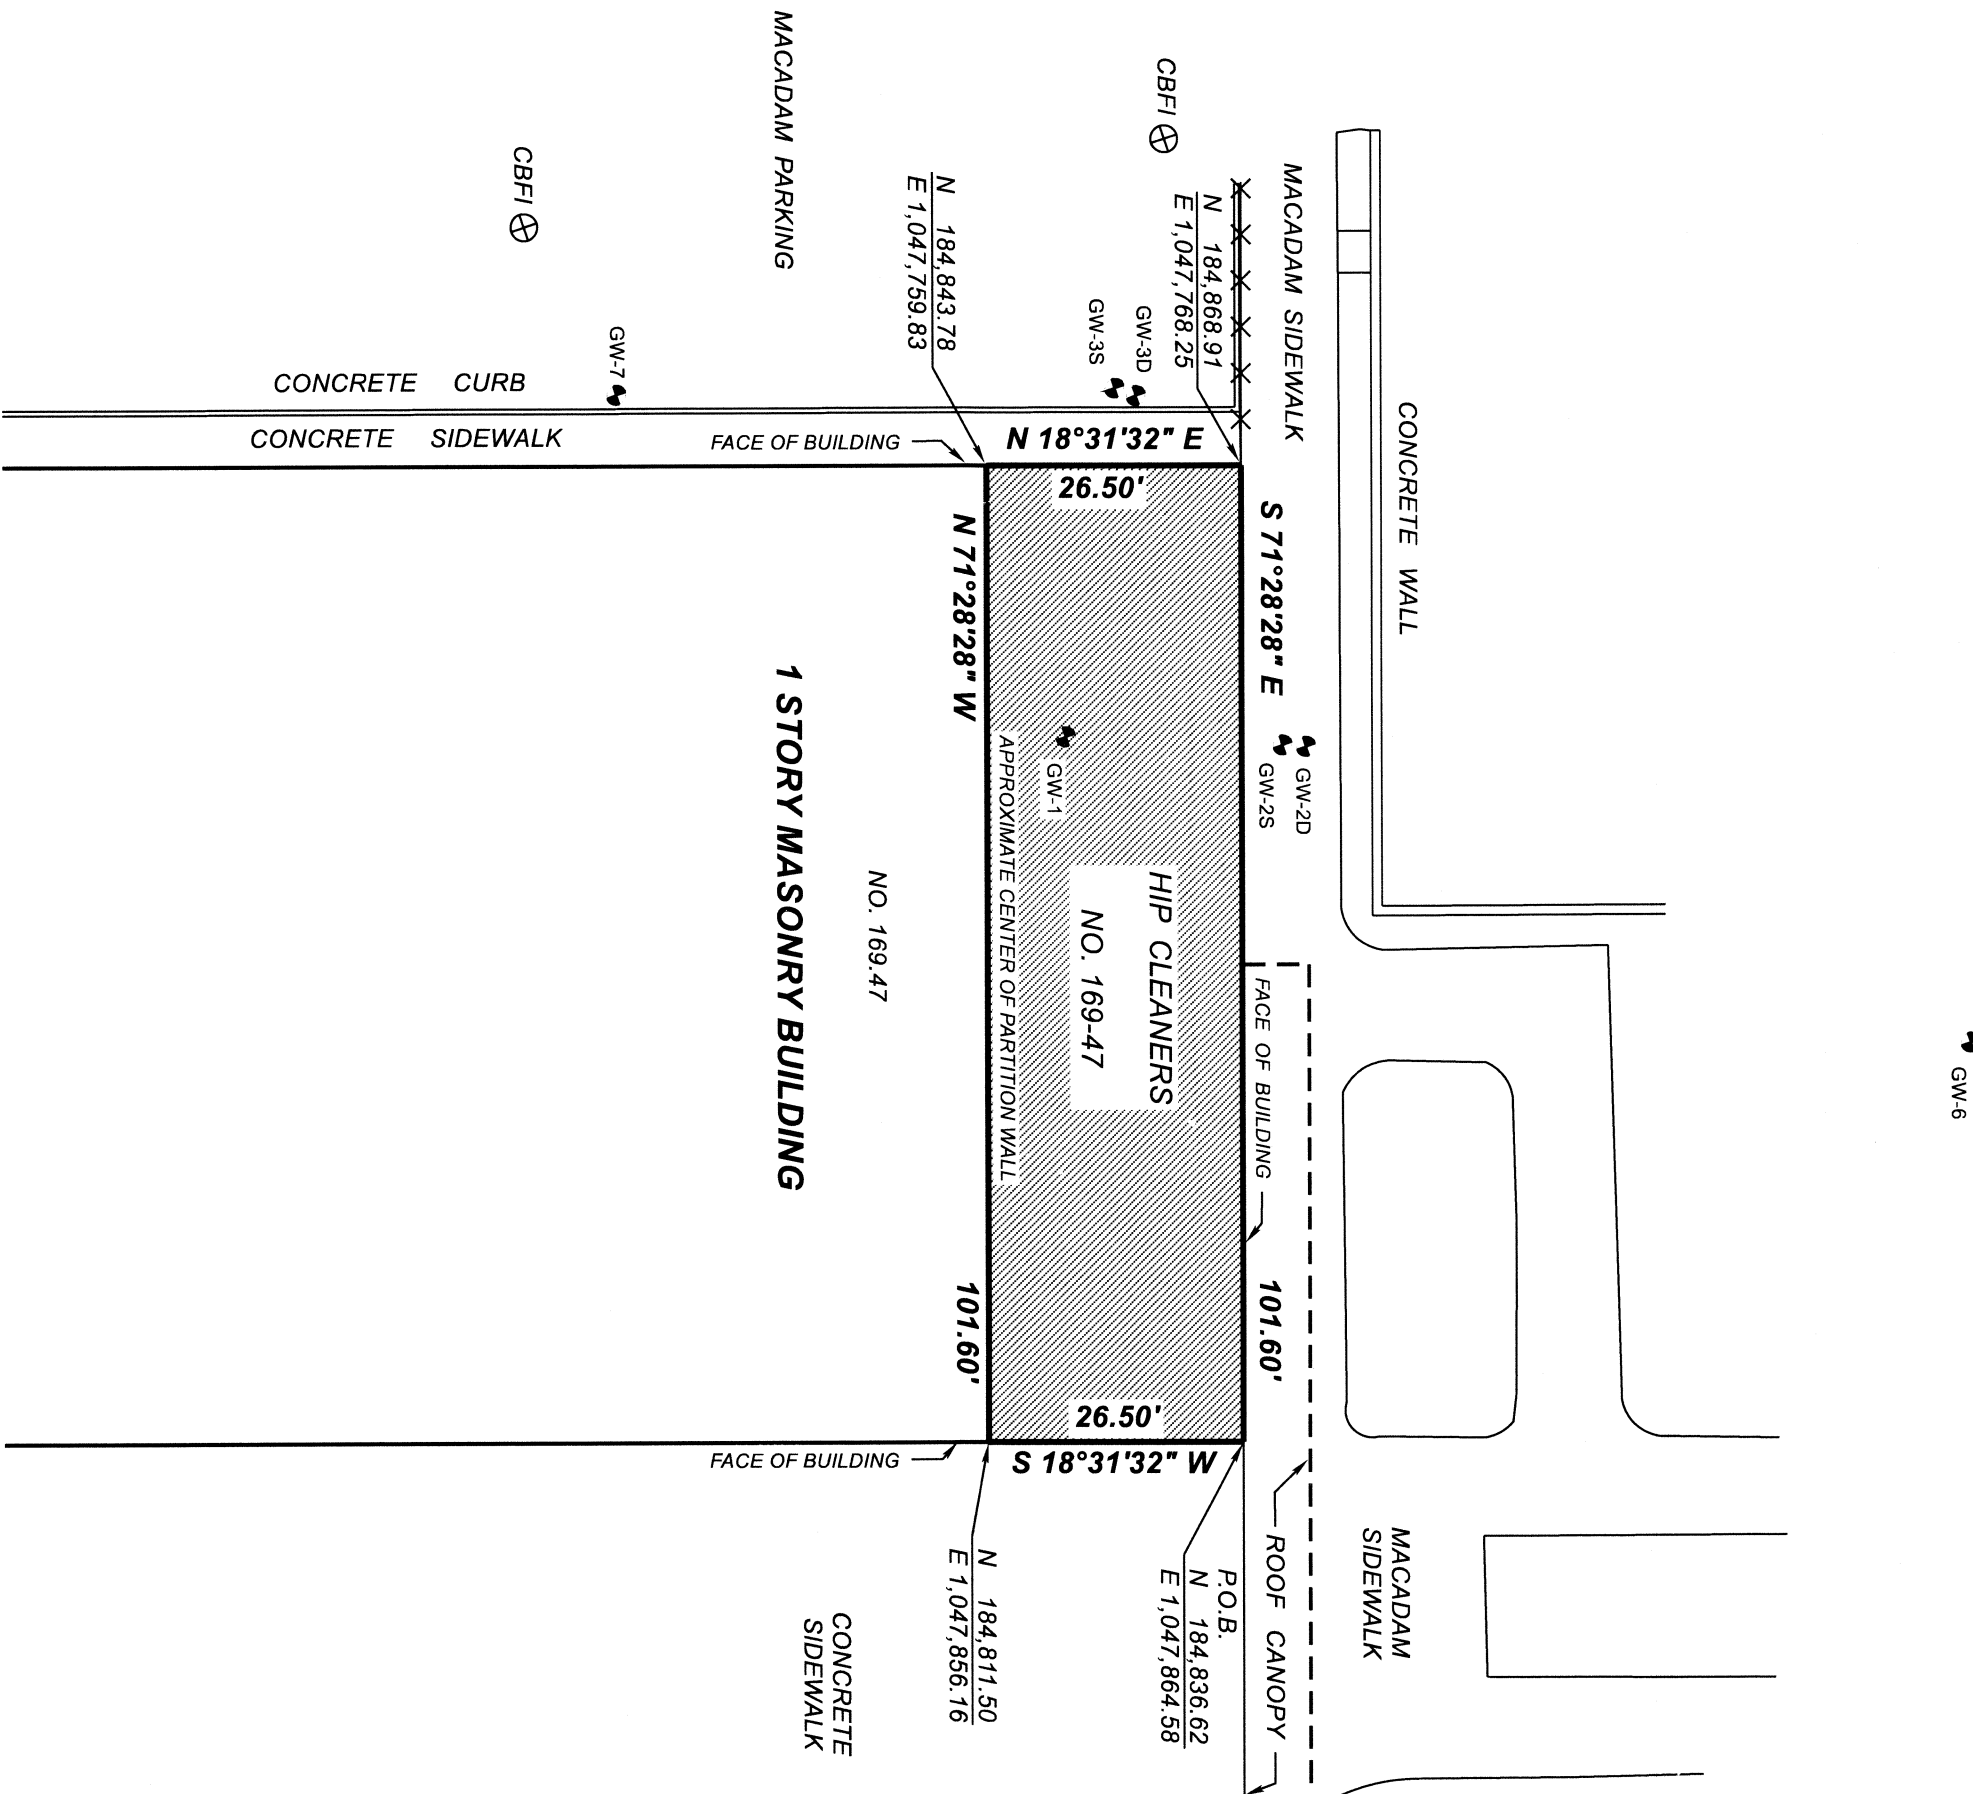 MACADAM PARKING
CBFI
CBFI
MACADAM SIDEWALK
CONCRETE WALL
N 184,843.78
E 1,047,759.83
N 184,868.91
E 1,047,768.25
GW-7
GW-3S
GW-3D
CONCRETE CURB
CONCRETE SIDEWALK
FACE OF BUILDING
N 18°31'32" E
26.50'
S 71°28'28" E
N 71°28'28" W
GW-2D
GW-2S
GW-1
APPROXIMATE CENTER OF PARTITION WALL
1 STORY MASONRY BUILDING
NO. 169.47
HIP CLEANERS
NO. 169-47
FACE OF BUILDING
GW-6
101.60'
101.60'
26.50'
S 18°31'32" W
FACE OF BUILDING
N 184,811.50
E 1,047,856.16
P.O.B.
N 184,836.62
E 1,047,864.58
ROOF CANOPY
MACADAM
SIDEWALK
CONCRETE
SIDEWALK